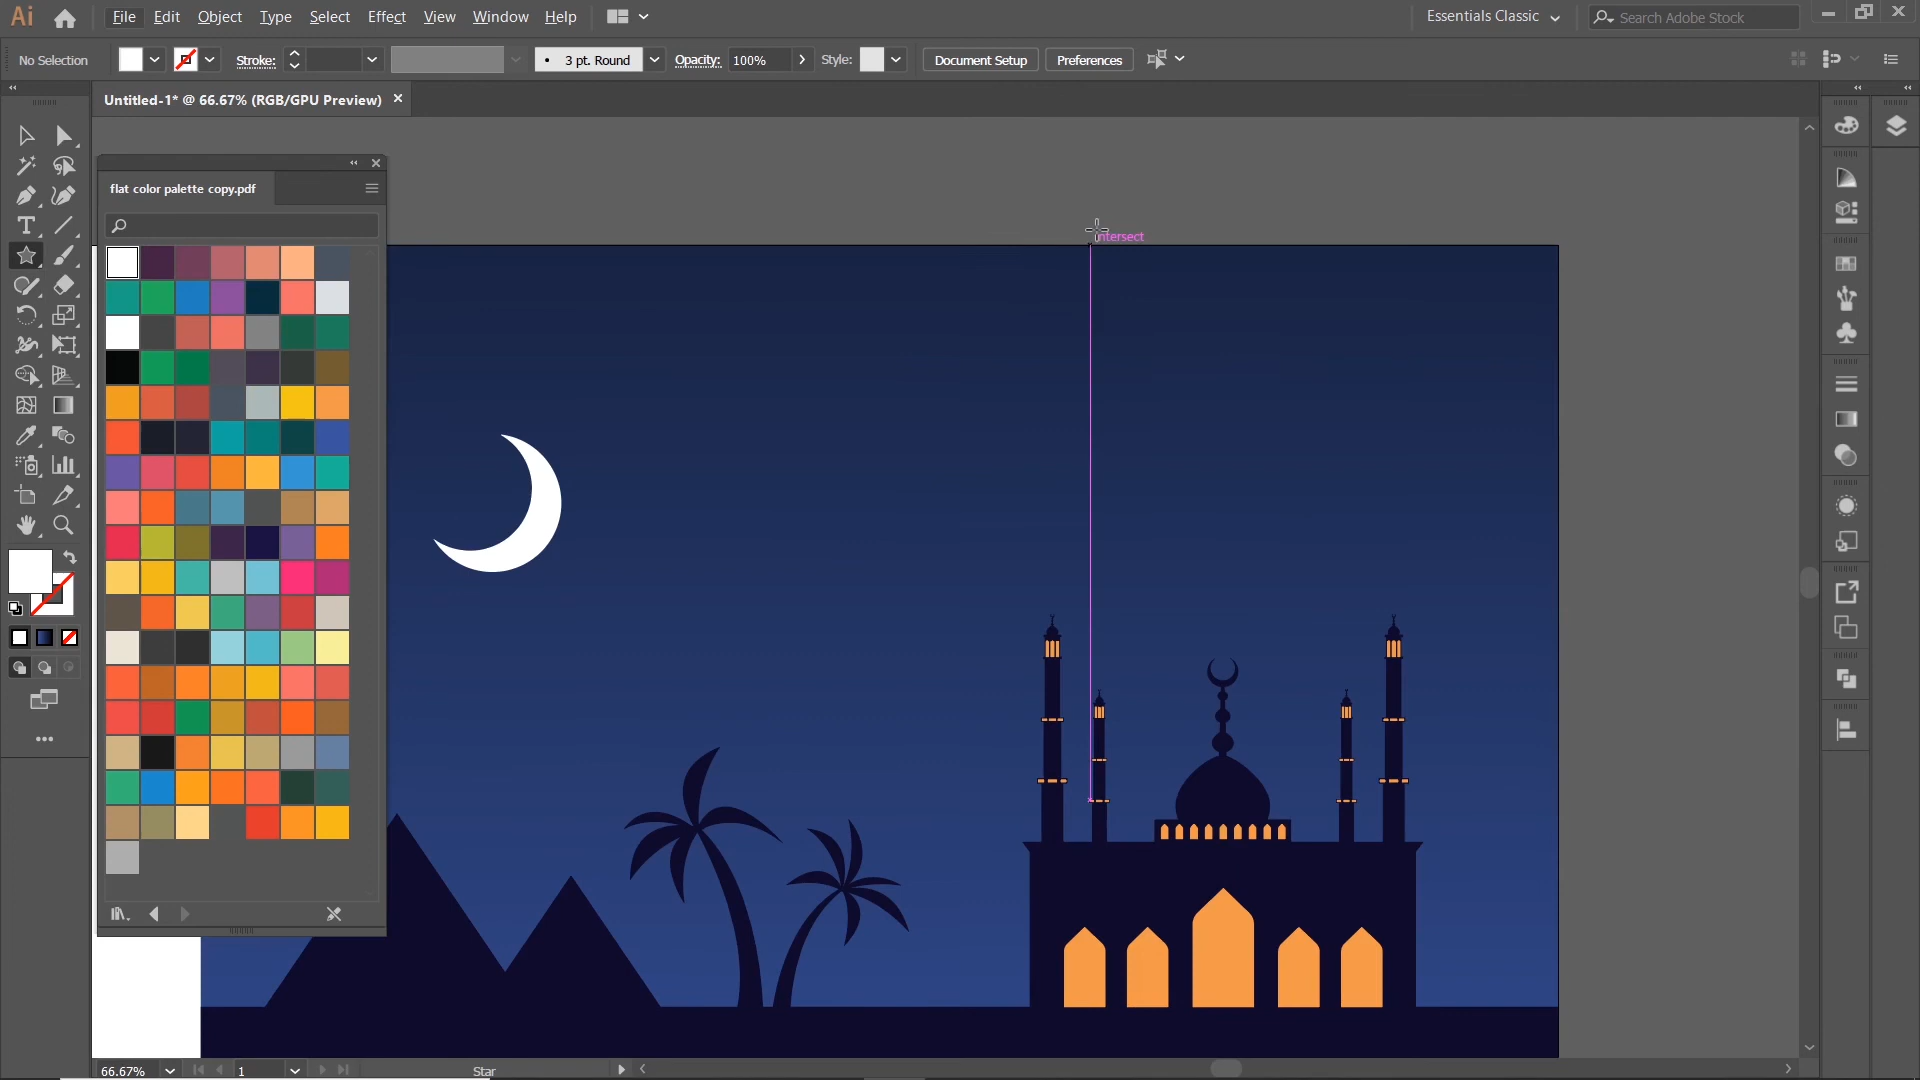 Ai File Edit Object Type Select Effect View Window Help Essentials Classic Search Adobe Stock
No Selection Stroke: 3 pt. Round Opacity: 100% Style: Document Setup Preferences
Untitled-1* @ 66.67% (RGB/GPU Preview)
flat color palette copy.pdf
ntersect
66.67% 1 Star